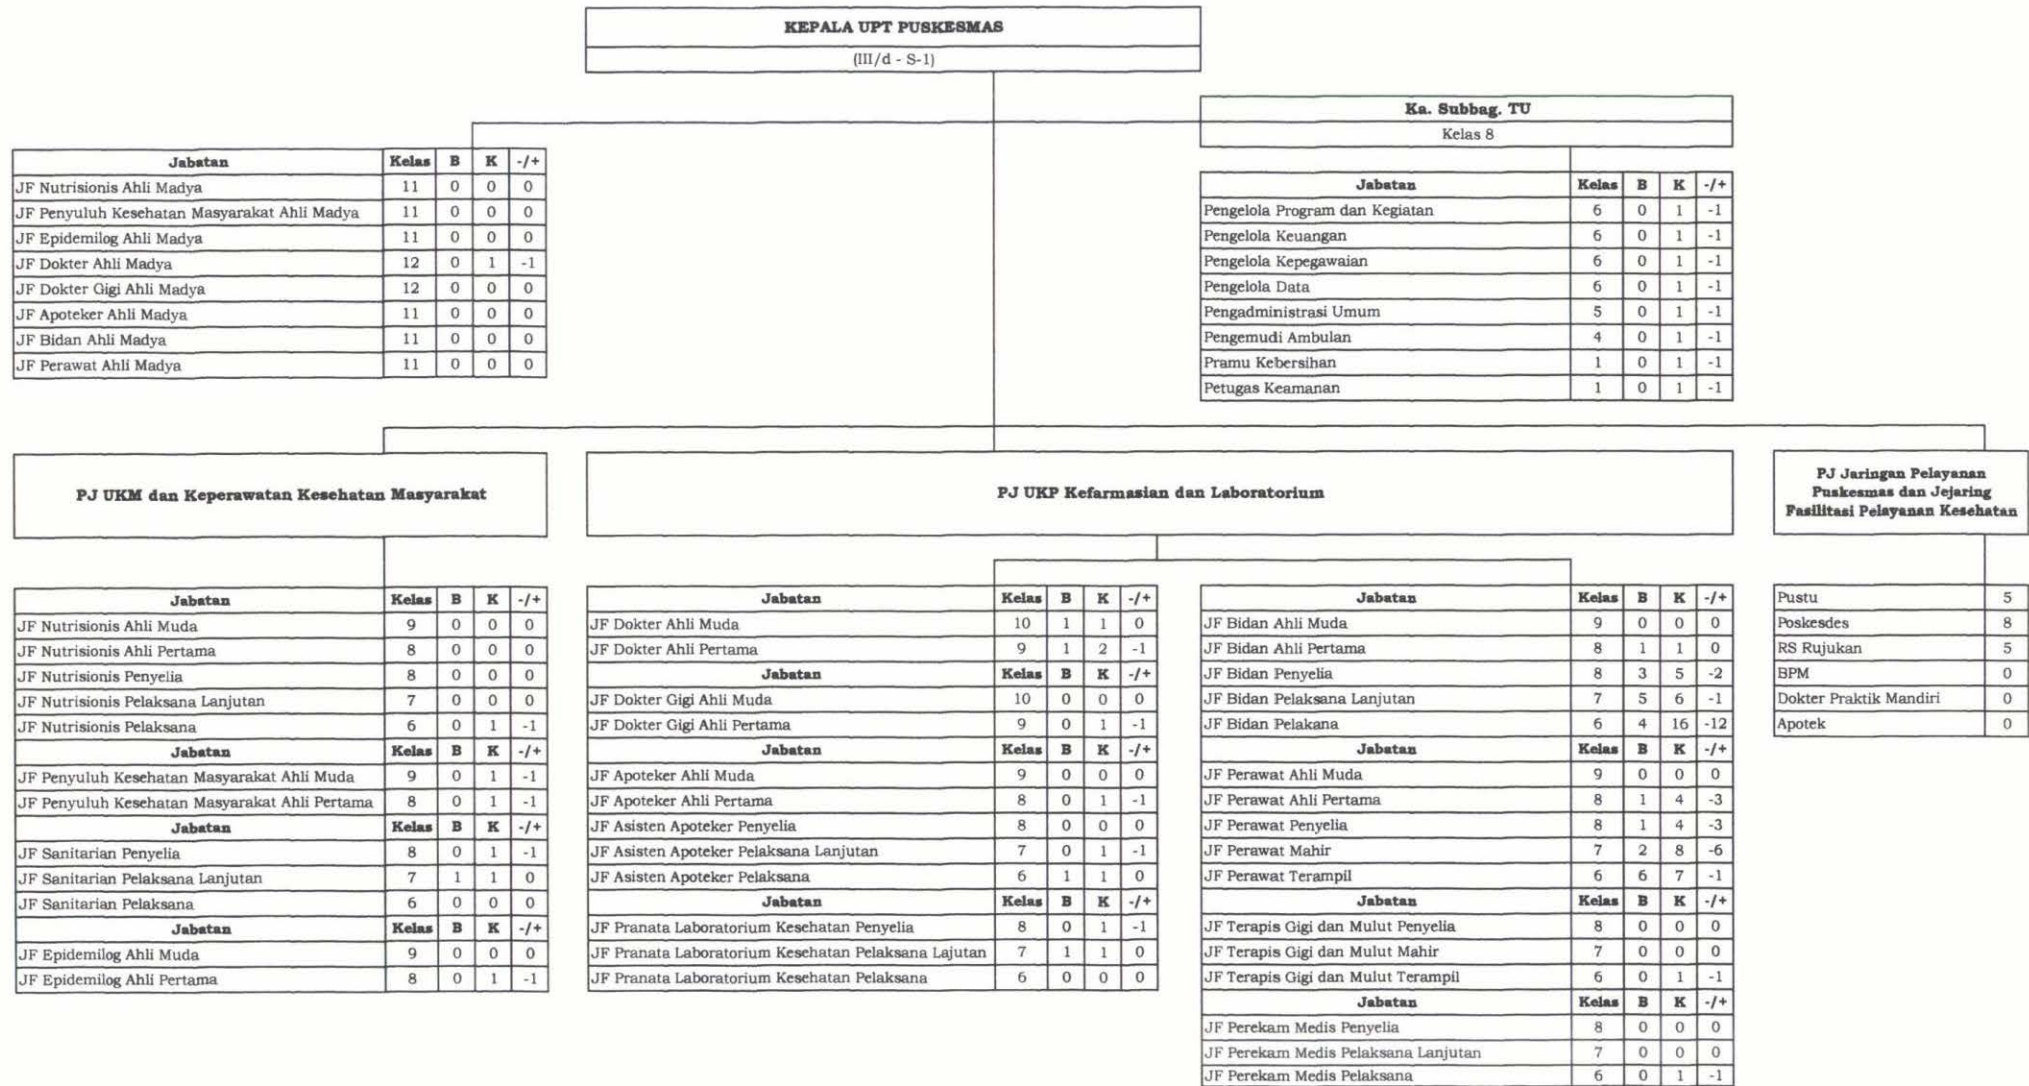 KEPALA UPT PUSKESMAS
(III/d - S-1)
Ka. Subbag. TU
Kelas 8
Jabatan Kelas B K -/+
JF Nutrisionis Ahli Madya 11 0 0 0
JF Penyuluh Kesehatan Masyarakat Ahli Madya 11 0 0 0
JF Epidemilog Ahli Madya 11 0 0 0
JF Dokter Ahli Madya 12 0 1 -1
JF Dokter Gigi Ahli Madya 12 0 0 0
JF Apoteker Ahli Madya 11 0 0 0
JF Bidan Ahli Madya 11 0 0 0
JF Perawat Ahli Madya 11 0 0 0
Jabatan Kelas B K -/+
Pengelola Program dan Kegiatan 6 0 1 -1
Pengelola Keuangan 6 0 1 -1
Pengelola Kepegawaian 6 0 1 -1
Pengelola Data 6 0 1 -1
Pengadministrasi Umum 5 0 1 -1
Pengemudi Ambulan 4 0 1 -1
Pramu Kebersihan 1 0 1 -1
Petugas Keamanan 1 0 1 -1
PJ UKM dan Keperawatan Kesehatan Masyarakat
Jabatan Kelas B K -/+
JF Nutrisionis Ahli Muda 9 0 0 0
JF Nutrisionis Ahli Pertama 8 0 0 0
JF Nutrisionis Penyelia 8 0 0 0
JF Nutrisionis Pelaksana Lanjutan 7 0 0 0
JF Nutrisionis Pelaksana 6 0 1 -1
Jabatan Kelas B K -/+
JF Penyuluh Kesehatan Masyarakat Ahli Muda 9 0 1 -1
JF Penyuluh Kesehatan Masyarakat Ahli Pertama 8 0 1 -1
Jabatan Kelas B K -/+
JF Sanitarian Penyelia 8 0 1 -1
JF Sanitarian Pelaksana Lanjutan 7 1 1 0
JF Sanitarian Pelaksana 6 0 0 0
Jabatan Kelas B K -/+
JF Epidemilog Ahli Muda 9 0 0 0
JF Epidemilog Ahli Pertama 8 0 1 -1
PJ UKP Kefarmasian dan Laboratorium
Jabatan Kelas B K -/+
JF Dokter Ahli Muda 10 1 1 0
JF Dokter Ahli Pertama 9 1 2 -1
Jabatan Kelas B K -/+
JF Dokter Gigi Ahli Muda 10 0 0 0
JF Dokter Gigi Ahli Pertama 9 0 1 -1
Jabatan Kelas B K -/+
JF Apoteker Ahli Muda 9 0 0 0
JF Apoteker Ahli Pertama 8 0 1 -1
JF Asisten Apoteker Penyelia 8 0 0 0
JF Asisten Apoteker Pelaksana Lanjutan 7 0 1 -1
JF Asisten Apoteker Pelaksana 6 1 1 0
Jabatan Kelas B K -/+
JF Pranata Laboratorium Kesehatan Penyelia 8 0 1 -1
JF Pranata Laboratorium Kesehatan Pelaksana Lajutan 7 1 1 0
JF Pranata Laboratorium Kesehatan Pelaksana 6 0 0 0
Jabatan Kelas B K -/+
JF Bidan Ahli Muda 9 0 0 0
JF Bidan Ahli Pertama 8 1 1 0
JF Bidan Penyelia 8 3 5 -2
JF Bidan Pelaksana Lanjutan 7 5 6 -1
JF Bidan Pelakana 6 4 16 -12
Jabatan Kelas B K -/+
JF Perawat Ahli Muda 9 0 0 0
JF Perawat Ahli Pertama 8 1 4 -3
JF Perawat Penyelia 8 1 4 -3
JF Perawat Mahir 7 2 8 -6
JF Perawat Terampil 6 6 7 -1
Jabatan Kelas B K -/+
JF Terapis Gigi dan Mulut Penyelia 8 0 0 0
JF Terapis Gigi dan Mulut Mahir 7 0 0 0
JF Terapis Gigi dan Mulut Terampil 6 0 1 -1
Jabatan Kelas B K -/+
JF Perekam Medis Penyelia 8 0 0 0
JF Perekam Medis Pelaksana Lanjutan 7 0 0 0
JF Perekam Medis Pelaksana 6 0 1 -1
PJ Jaringan Pelayanan
Puskesmas dan Jejaring
Fasilitasi Pelayanan Kesehatan
Pustu 5
Poskesdes 8
RS Rujukan 5
BPM 0
Dokter Praktik Mandiri 0
Apotek 0